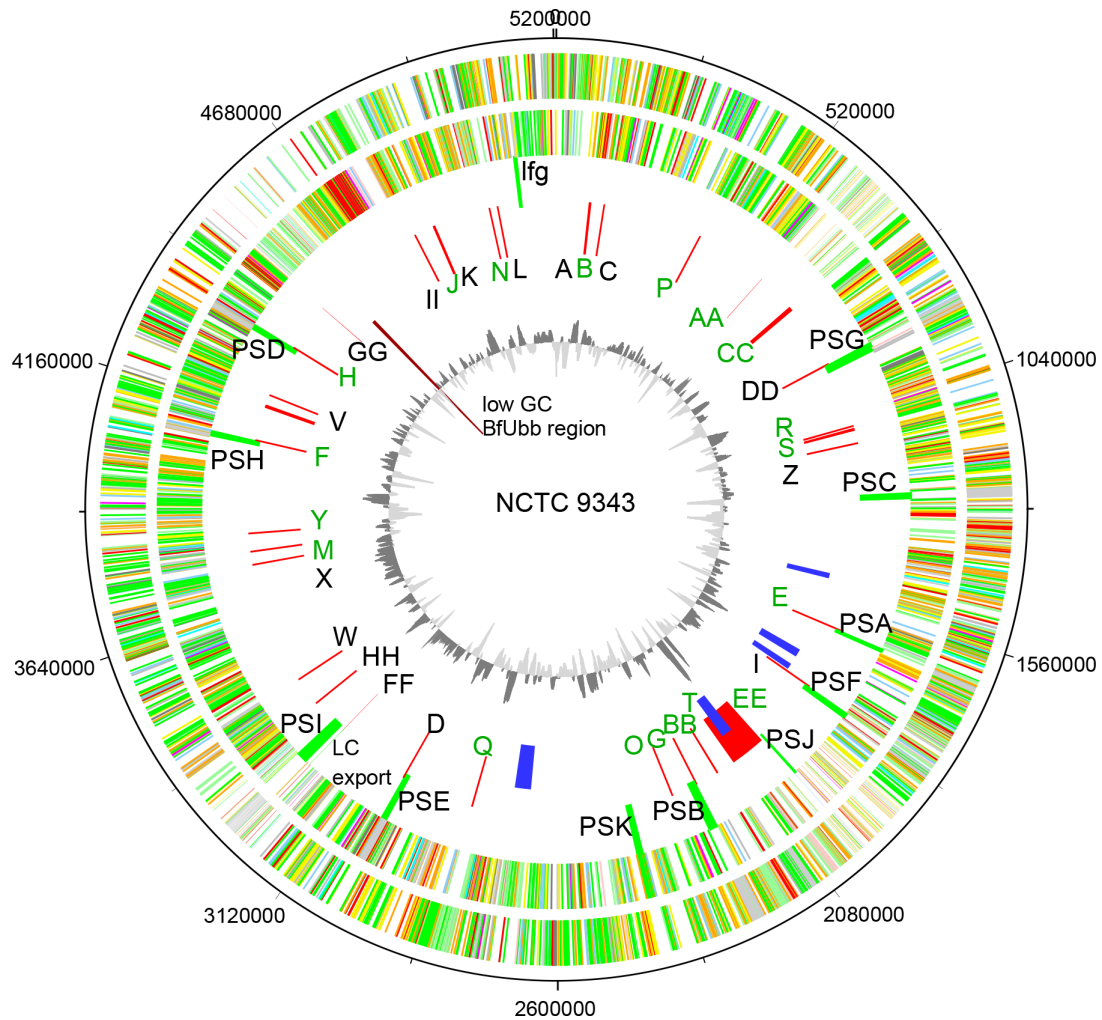 0
5200000
520000
4680000
lfg
A B C
N L
J K
II
P
AA
CC
PSG
DD
GG
PSD
H
4160000
1040000
low GC
BfUbb region
V
R
S
Z
F
PSH
PSC
NCTC 9343
Y
M
X
E
PSA
W
HH
FF
I
PSF
3640000
1560000
T EE
PSI
LC
export
D
Q
O G BB
PSJ
PSE
PSB
PSK
3120000
2080000
2600000